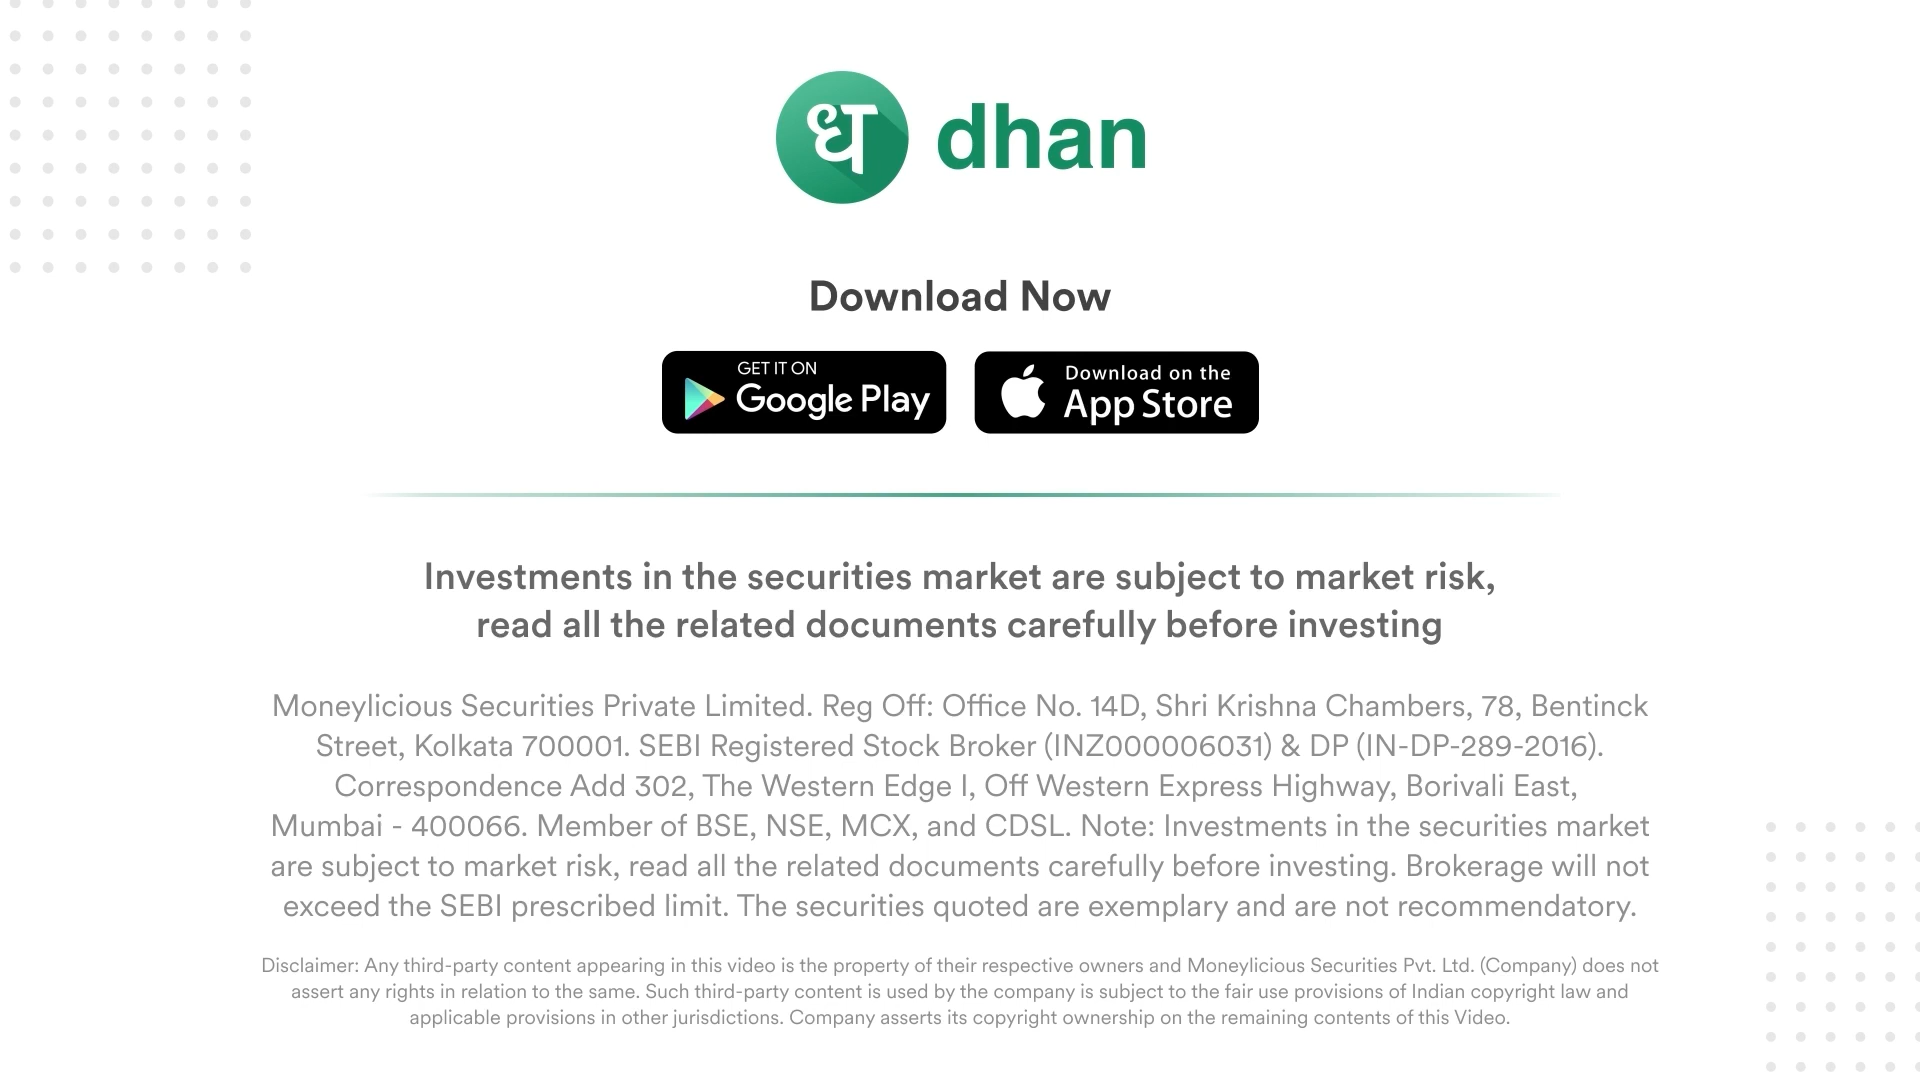 ध dhan
Download Now
GET IT ON
Google Play
Download on the
App Store
Investments in the securities market are subject to market risk,
read all the related documents carefully before investing
Moneylicious Securities Private Limited. Reg Off: Office No. 14D, Shri Krishna Chambers, 78, Bentinck
Street, Kolkata 700001. SEBI Registered Stock Broker (INZ000006031) & DP (IN-DP-289-2016).
Correspondence Add 302, The Western Edge I, Off Western Express Highway, Borivali East,
Mumbai - 400066. Member of BSE, NSE, MCX, and CDSL. Note: Investments in the securities market
are subject to market risk, read all the related documents carefully before investing. Brokerage will not
exceed the SEBI prescribed limit. The securities quoted are exemplary and are not recommendatory.
Disclaimer: Any third-party content appearing in this video is the property of their respective owners and Moneylicious Securities Pvt. Ltd. (Company) does not
assert any rights in relation to the same. Such third-party content is used by the company is subject to the fair use provisions of Indian copyright law and
applicable provisions in other jurisdictions. Company asserts its copyright ownership on the remaining contents of this Video.